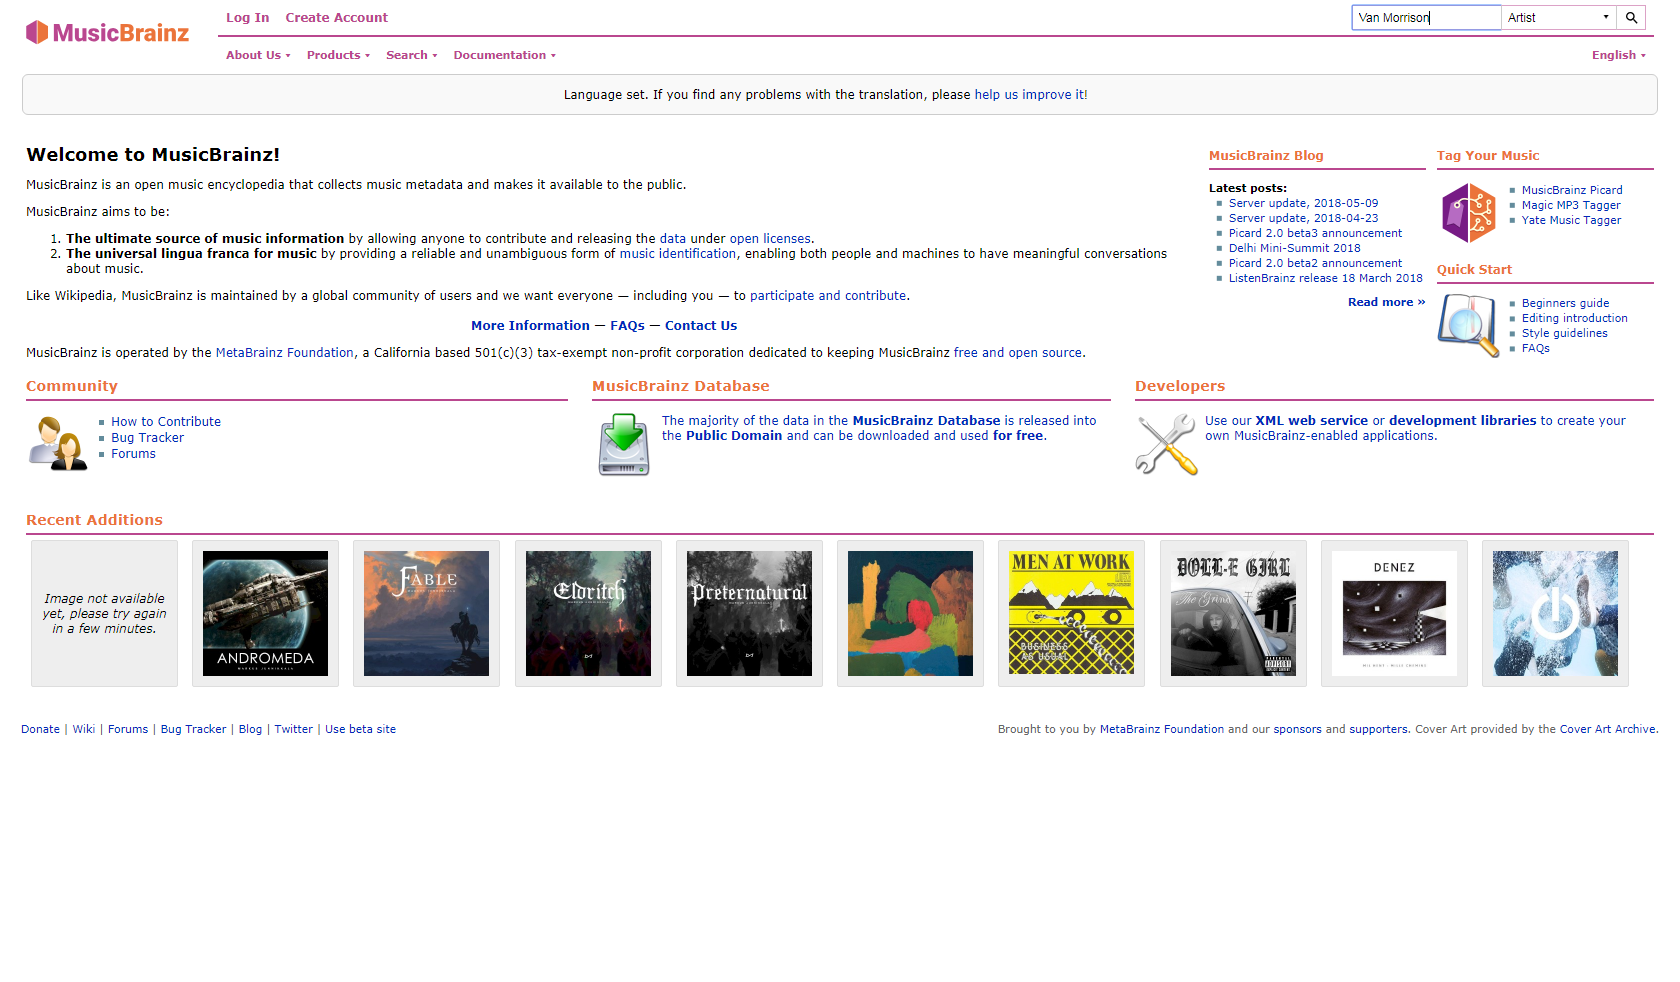 MusicBrainz
Log In Create Account
Van Morrison
Artist
About Us Products Search Documentation
English
Language set. If you find any problems with the translation, please help us improve it!
Welcome to MusicBrainz!
MusicBrainz is an open music encyclopedia that collects music metadata and makes it available to the public.
MusicBrainz aims to be:
1. The ultimate source of music information by allowing anyone to contribute and releasing the data under open licenses.
2. The universal lingua franca for music by providing a reliable and unambiguous form of music identification, enabling both people and machines to have meaningful conversations
about music.
Like Wikipedia, MusicBrainz is maintained by a global community of users and we want everyone — including you — to participate and contribute.
More Information — FAQs — Contact Us
MusicBrainz is operated by the MetaBrainz Foundation, a California based 501(c)(3) tax-exempt non-profit corporation dedicated to keeping MusicBrainz free and open source.
MusicBrainz Blog
Latest posts:
Server update, 2018-05-09
Server update, 2018-04-23
Picard 2.0 beta3 announcement
Delhi Mini-Summit 2018
Picard 2.0 beta2 announcement
ListenBrainz release 18 March 2018
Read more »
Tag Your Music
MusicBrainz Picard
Magic MP3 Tagger
Yate Music Tagger
Quick Start
Beginners guide
Editing introduction
Style guidelines
FAQs
Community
How to Contribute
Bug Tracker
Forums
MusicBrainz Database
The majority of the data in the MusicBrainz Database is released into
the Public Domain and can be downloaded and used for free.
Developers
Use our XML web service or development libraries to create your
own MusicBrainz-enabled applications.
Recent Additions
Image not available
yet, please try again
in a few minutes.
ANDROMEDA
FABLE
Eldritch
Preternatural
MEN AT WORK
BUSINESS
AS USUAL
DOLL-E GIRL
The Grind
DENEZ
Donate | Wiki | Forums | Bug Tracker | Blog | Twitter | Use beta site
Brought to you by MetaBrainz Foundation and our sponsors and supporters. Cover Art provided by the Cover Art Archive.